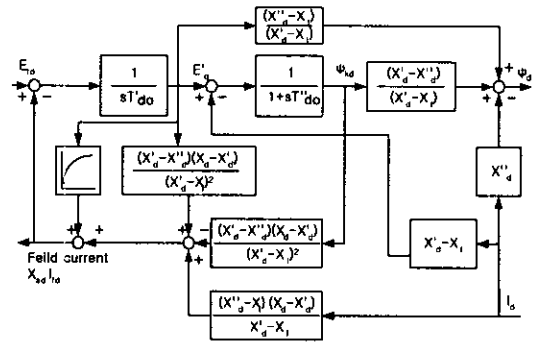 (X''d−Xl)
(X'd−Xl)
Efd
+ −
1
sT'do
E'q
+ −
1
1+sT''do
ψkd
(X'd−X''d)
(X'd−Xl)
+
+ −
ψd
(X'd−X''d)(Xd−X'd)
(X'd−Xl)²
X''d
+ +
+ −
+
Feild current
Xad Ifd
(X'd−X''d)(Xd−X'd)
(X'd−Xl)²
X'd−Xl
(X''d−Xl)(Xd−X'd)
X'd−Xl
Id